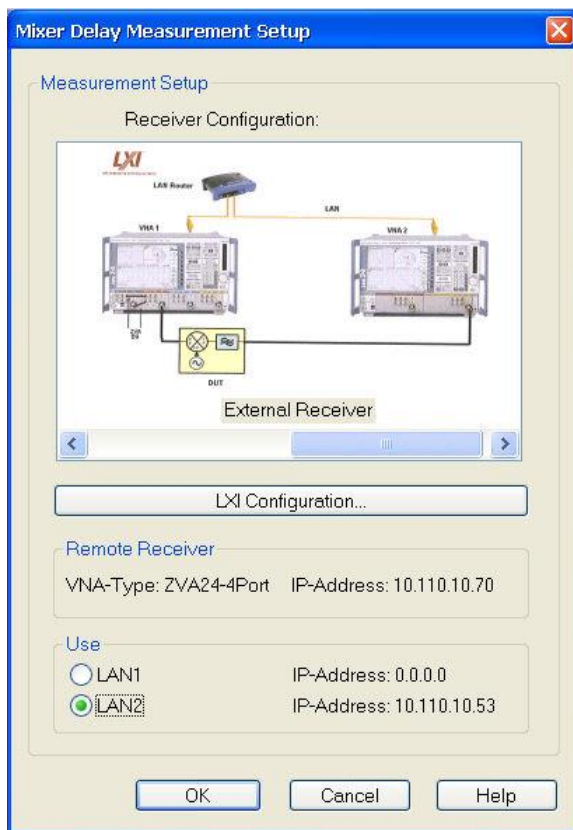 Mixer Delay Measurement Setup
Measurement Setup
Receiver Configuration:
LXI
LAN Router
LAN
VNA 1
VNA 2
DUT
External Receiver
LXI Configuration...
Remote Receiver
VNA-Type: ZVA24-4Port IP-Address: 10.110.10.70
Use
LAN1 IP-Address: 0.0.0.0
LAN2 IP-Address: 10.110.10.53
OK Cancel Help